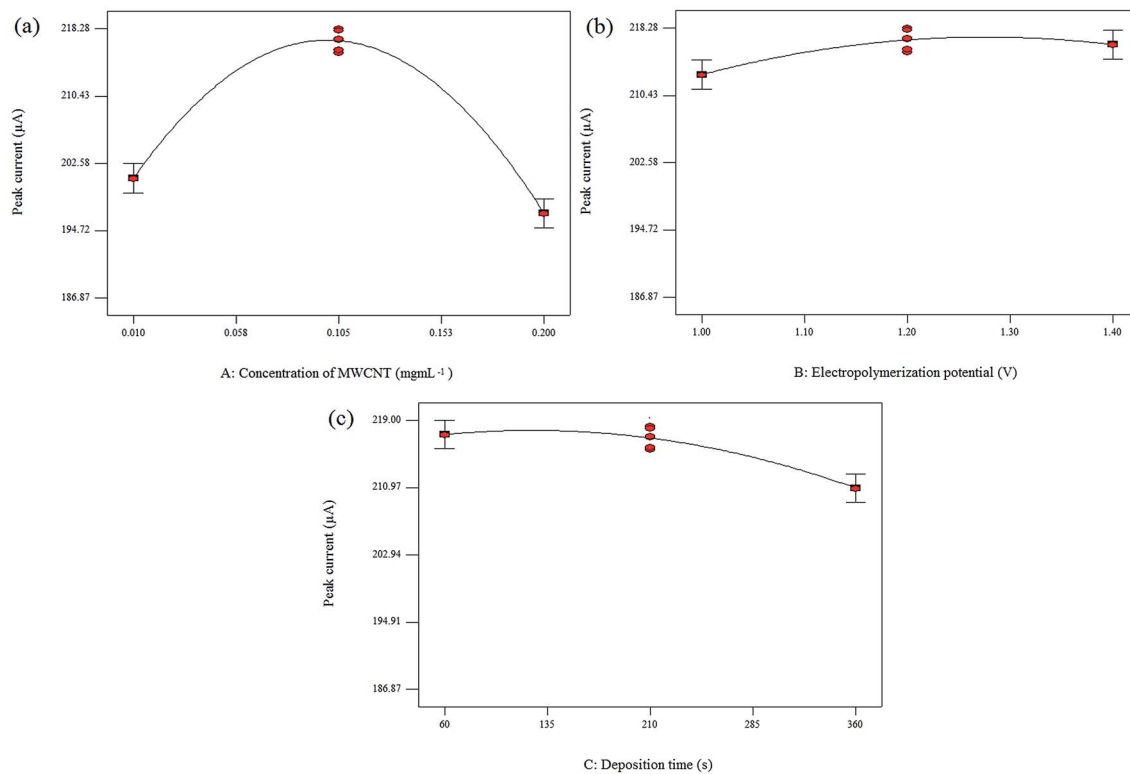 (a)
218.28
210.43
202.58
194.72
186.87
Peak current (µA)
0.010 0.058 0.105 0.153 0.200
A: Concentration of MWCNT (mgmL⁻¹)
(b)
218.28
210.43
202.58
194.72
186.87
Peak current (µA)
1.00 1.10 1.20 1.30 1.40
B: Electropolymerization potential (V)
(c)
219.00
210.97
202.94
194.91
186.87
Peak current (µA)
60 135 210 285 360
C: Deposition time (s)